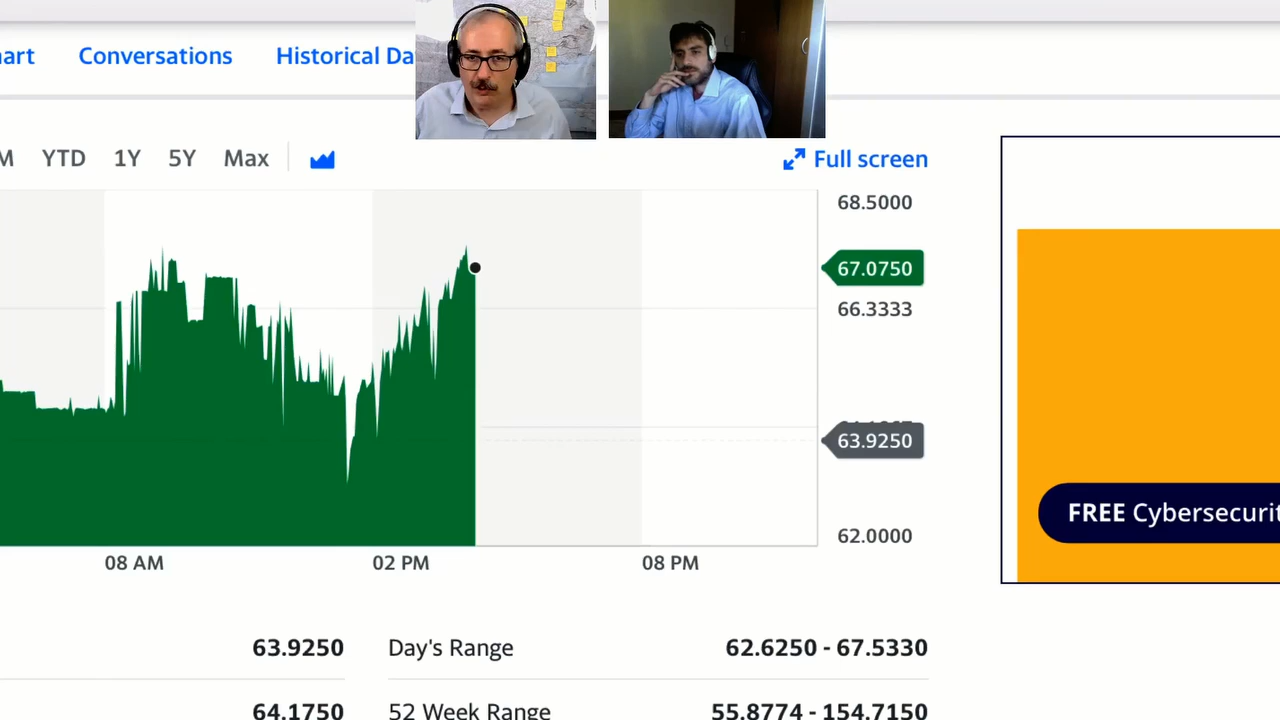 art Conversations Historical Da
M YTD 1Y 5Y Max Full screen
68.5000
67.0750
66.3333
63.9250
62.0000
08 AM 02 PM 08 PM
FREE Cybersecurit
63.9250 Day's Range 62.6250 - 67.5330
64.1750 52 Week Range 55.8774 - 154.7150